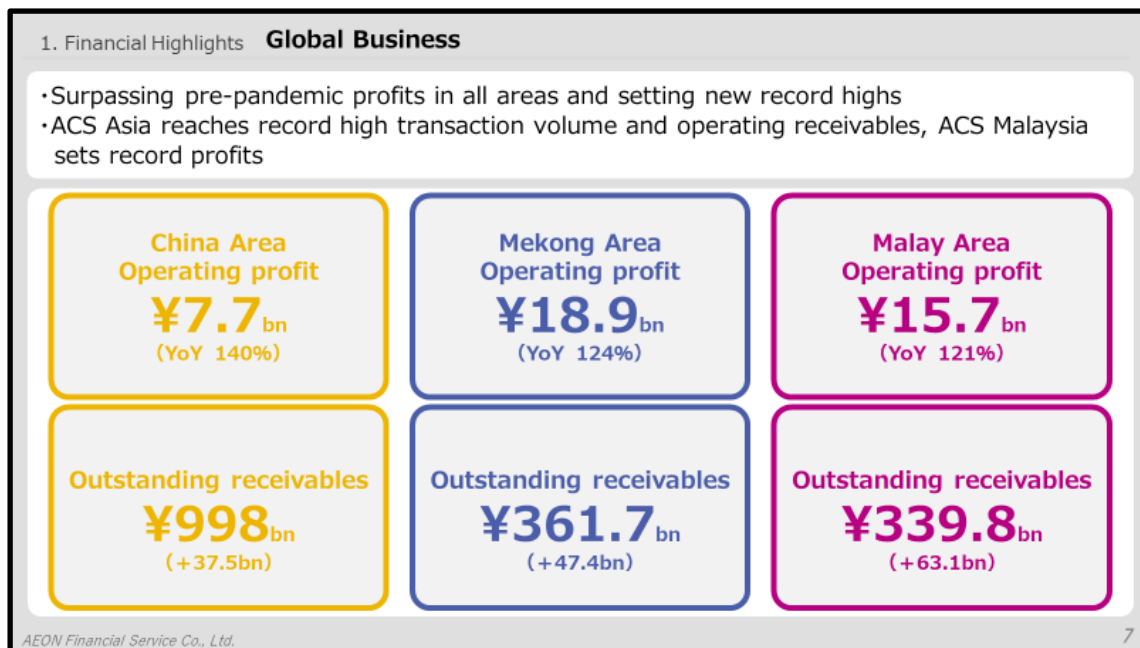 1. Financial Highlights Global Business
・Surpassing pre-pandemic profits in all areas and setting new record highs
・ACS Asia reaches record high transaction volume and operating receivables, ACS Malaysia
sets record profits
China Area
Operating profit
¥7.7bn
(YoY 140%)
Mekong Area
Operating profit
¥18.9bn
(YoY 124%)
Malay Area
Operating profit
¥15.7bn
(YoY 121%)
Outstanding receivables
¥998bn
(+37.5bn)
Outstanding receivables
¥361.7bn
(+47.4bn)
Outstanding receivables
¥339.8bn
(+63.1bn)
AEON Financial Service Co., Ltd.
7